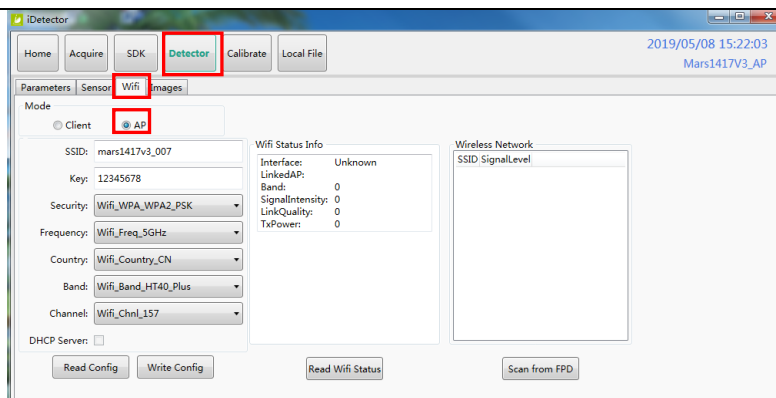 iDetector
Home Acquire SDK Detector Calibrate Local File
2019/05/08 15:22:03
Mars1417V3_AP
Parameters Sensor Wifi Images
Mode
Client AP
SSID: mars1417v3_007
Key: 12345678
Security: Wifi_WPA_WPA2_PSK
Frequency: Wifi_Freq_5GHz
Country: Wifi_Country_CN
Band: Wifi_Band_HT40_Plus
Channel: Wifi_Chnl_157
DHCP Server:
Read Config Write Config
Wifi Status Info
Interface: Unknown
LinkedAP:
Band: 0
SignalIntensity: 0
LinkQuality: 0
TxPower: 0
Read Wifi Status
Wireless Network
SSID SignalLevel
Scan from FPD